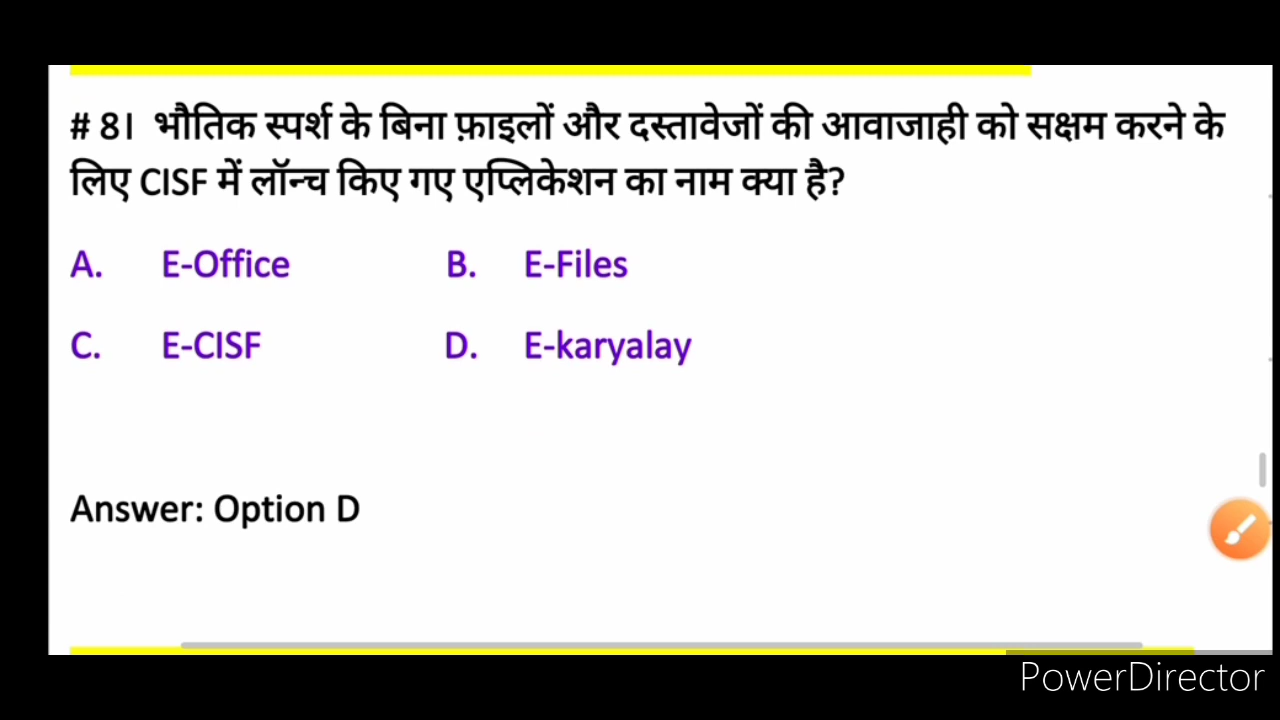 # 8। भौतिक स्पर्श के बिना फ़ाइलों और दस्तावेजों की आवाजाही को सक्षम करने के
लिए CISF में लॉन्च किए गए एप्लिकेशन का नाम क्या है?
A. E-Office B. E-Files
C. E-CISF D. E-karyalay
Answer: Option D
PowerDirector